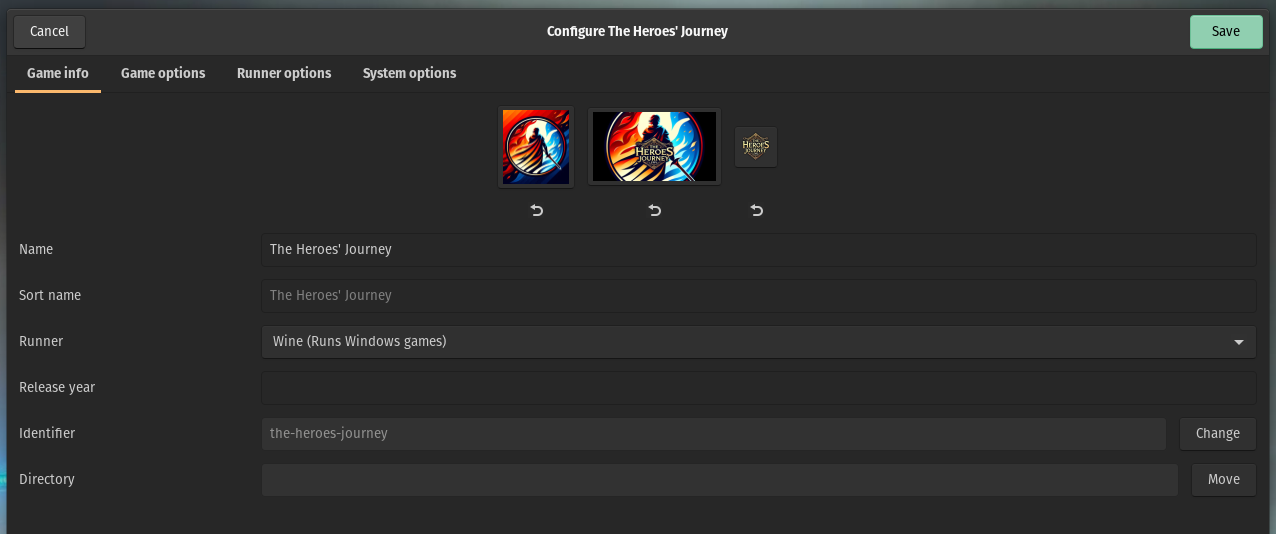 Cancel
Configure The Heroes' Journey
Save
Game info
Game options
Runner options
System options
THE
HEROES
JOURNEY
THE
HEROES
JOURNEY
Name
The Heroes' Journey
Sort name
The Heroes' Journey
Runner
Wine (Runs Windows games)
Release year
Identifier
the-heroes-journey
Change
Directory
Move